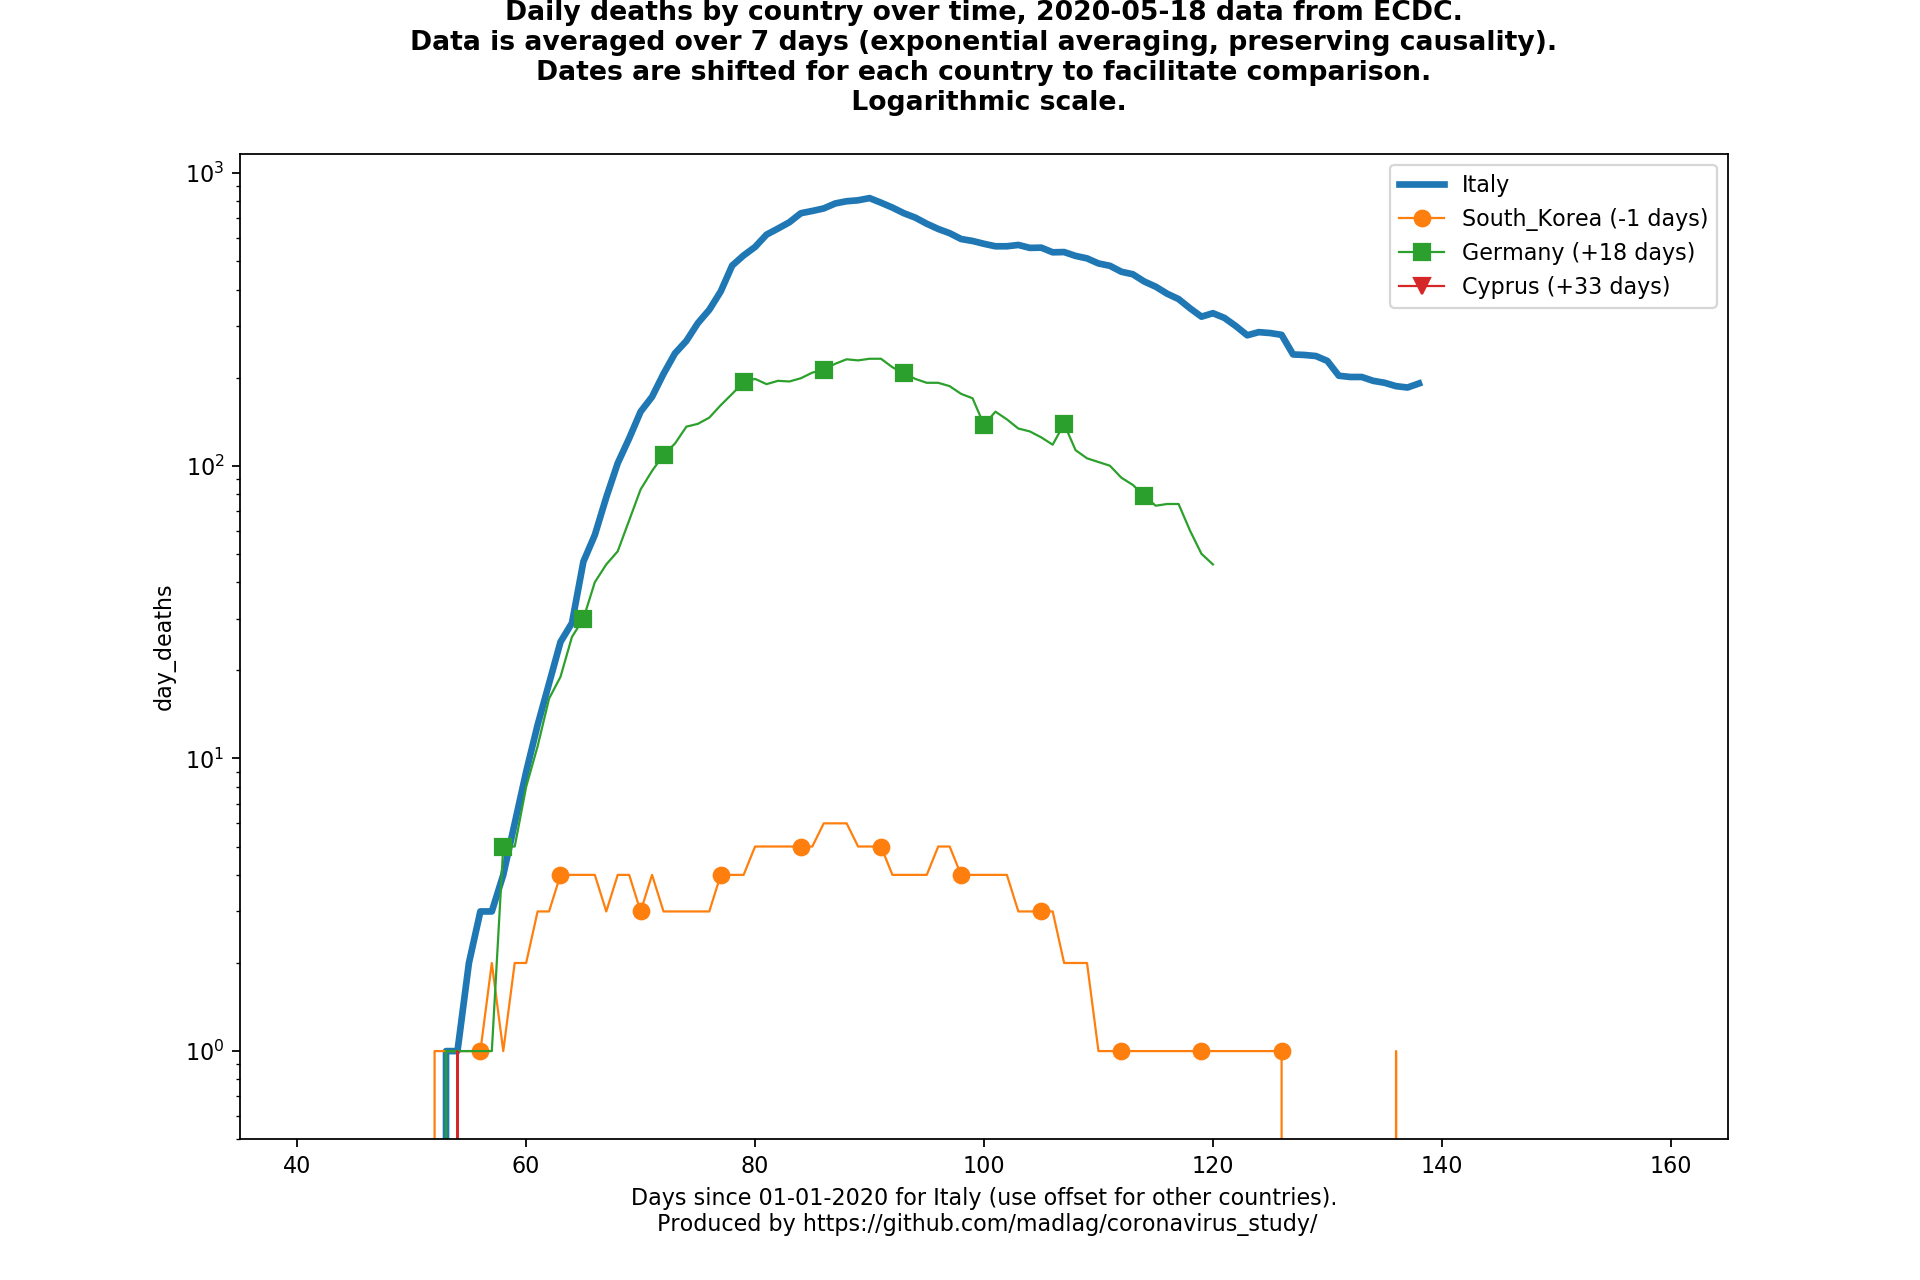 Daily deaths by country over time, 2020-05-18 data from ECDC.
Data is averaged over 7 days (exponential averaging, preserving causality).
Dates are shifted for each country to facilitate comparison.
Logarithmic scale.
10³
10²
10¹
10⁰
day_deaths
Italy
South_Korea (-1 days)
Germany (+18 days)
Cyprus (+33 days)
40 60 80 100 120 140 160
Days since 01-01-2020 for Italy (use offset for other countries).
Produced by https://github.com/madlag/coronavirus_study/